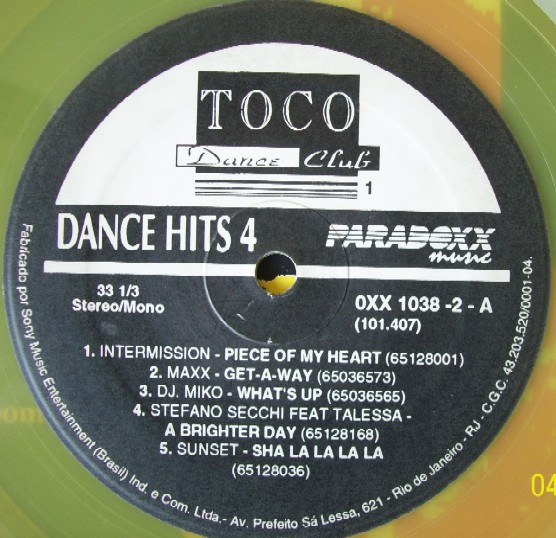 TOCO
Dance Club
1
DANCE HITS 4
PARADOXX
music
33 1/3
Stereo/Mono
0XX 1038 -2 - A
(101.407)
1. INTERMISSION - PIECE OF MY HEART (65128001)
2. MAXX - GET-A-WAY (65036573)
3. DJ. MIKO - WHAT'S UP (65036565)
4. STEFANO SECCHI FEAT TALESSA -
A BRIGHTER DAY (65128168)
5. SUNSET - SHA LA LA LA LA
(65128036)
Fabricado por Sony Music Entertainment (Brasil) Ind. e Com. Ltda.- Av. Prefeito Sá Lessa, 621 - Rio de Janeiro - RJ - C.G.C. 43.203.520/0001-04.
04